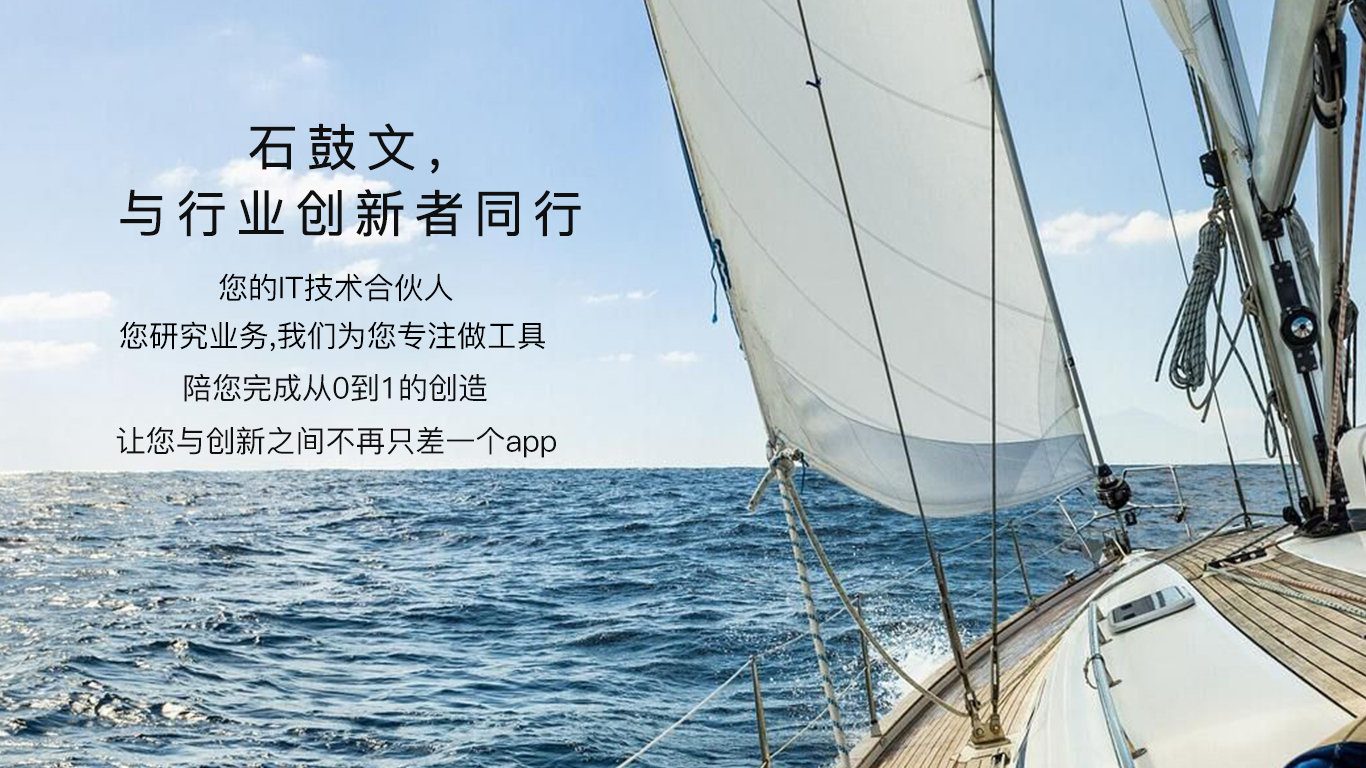 石鼓文,
与行业创新者同行
您的IT技术合伙人
您研究业务,我们为您专注做工具
陪您完成从0到1的创造
让您与创新之间不再只差一个app